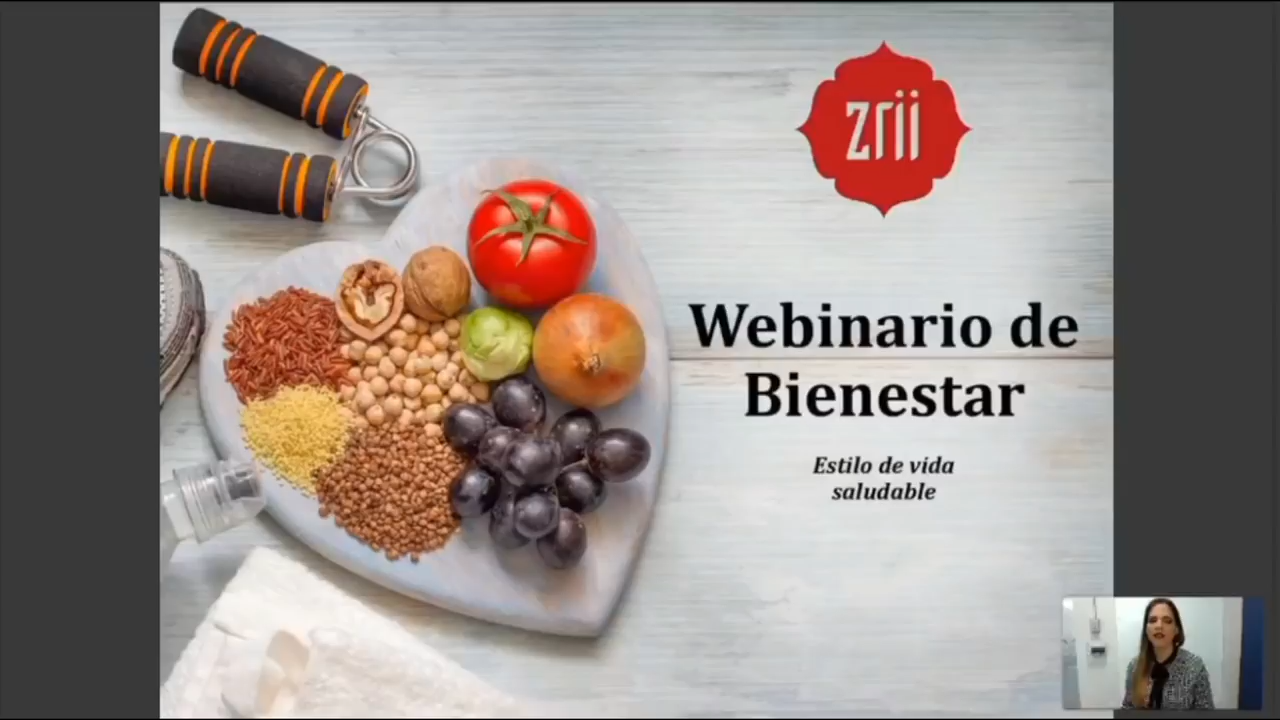 zrii
Webinario de
Bienestar
Estilo de vida
saludable